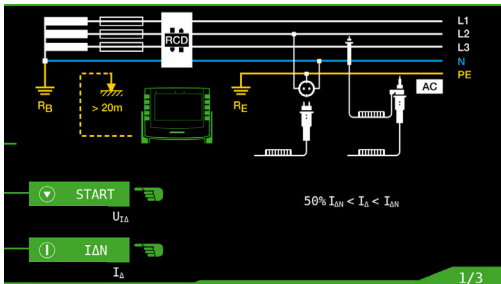 L1
L2
RCD
L3
N
PE
AC
R_B
> 20m
R_E
START
U_IΔ
50% I_ΔN < I_Δ < I_ΔN
IΔN
I_Δ
1/3